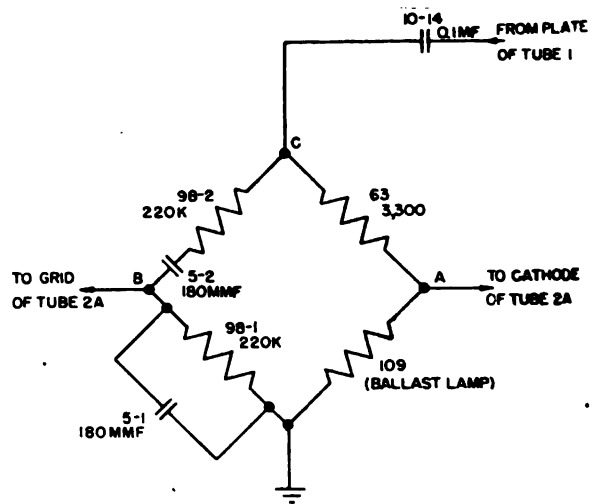 10-14
0.1MF
FROM PLATE
OF TUBE 1
C
98-2
220K
63
3,300
B
5-2
180MMF
A
TO GRID
OF TUBE 2A
TO CATHODE
OF TUBE 2A
98-1
220K
109
(BALLAST LAMP)
5-1
180MMF